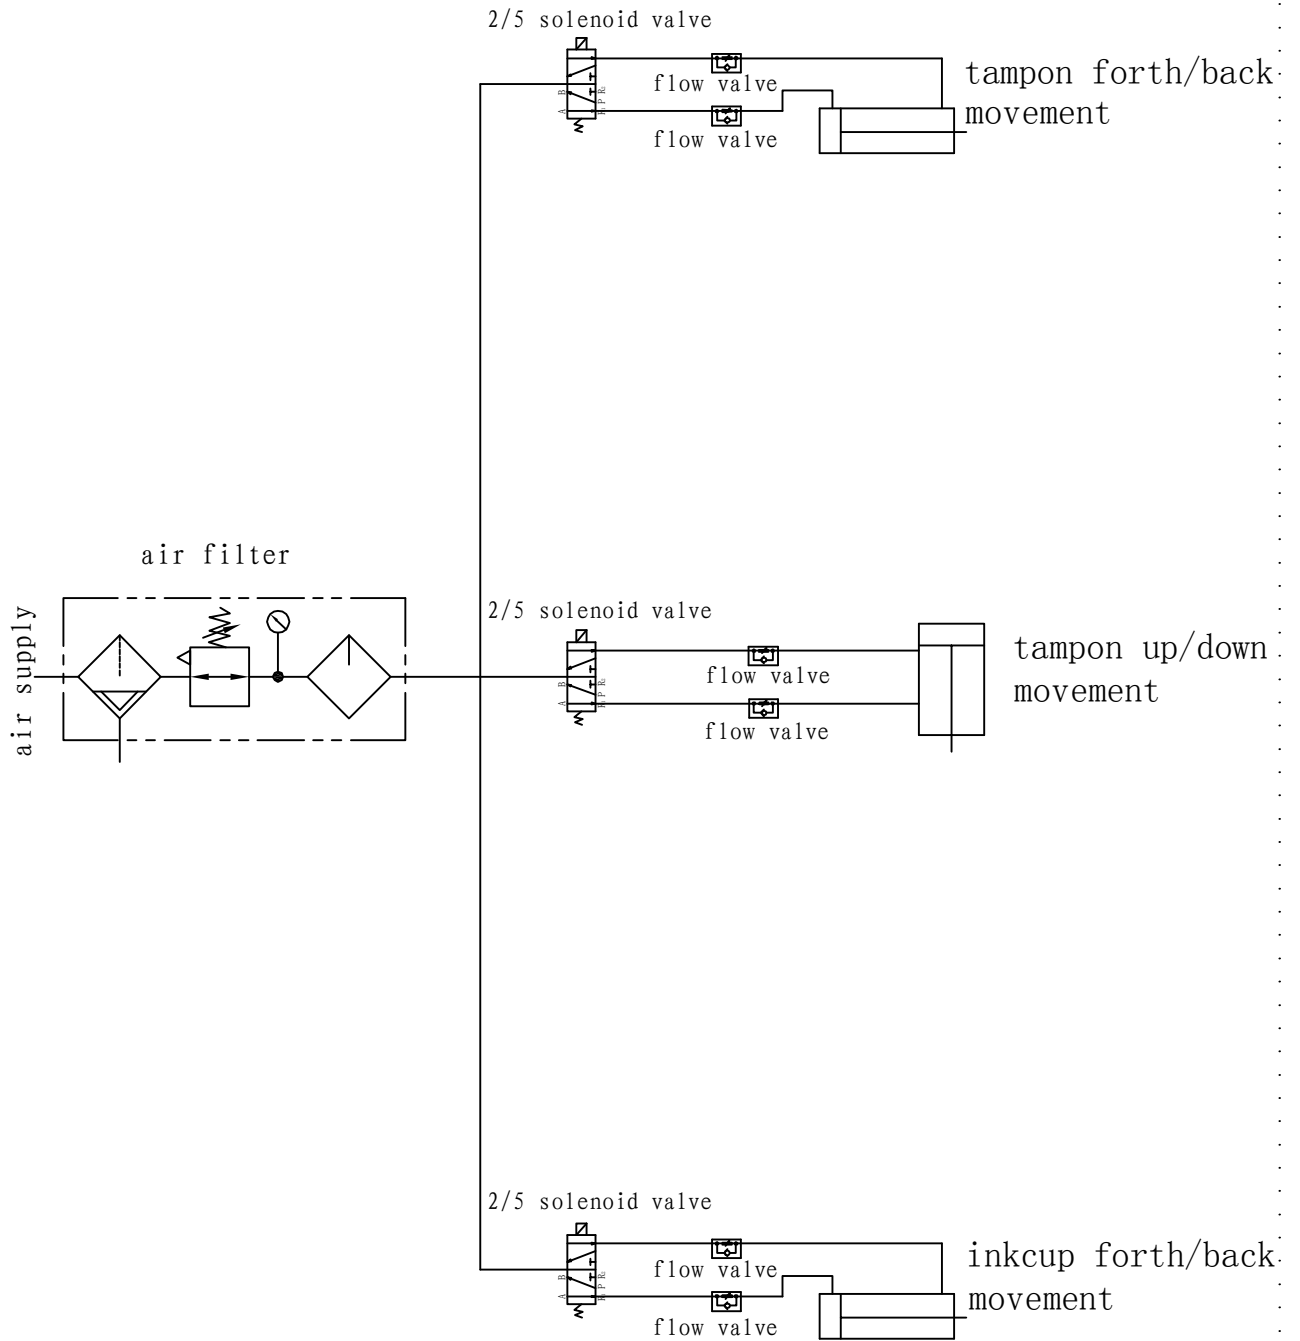 2/5 solenoid valve
flow valve
flow valve
tampon forth/back
movement
B
A
air filter
air supply
2/5 solenoid valve
flow valve
flow valve
tampon up/down
movement
B
A
2/5 solenoid valve
flow valve
flow valve
inkcup forth/back
movement
B
A